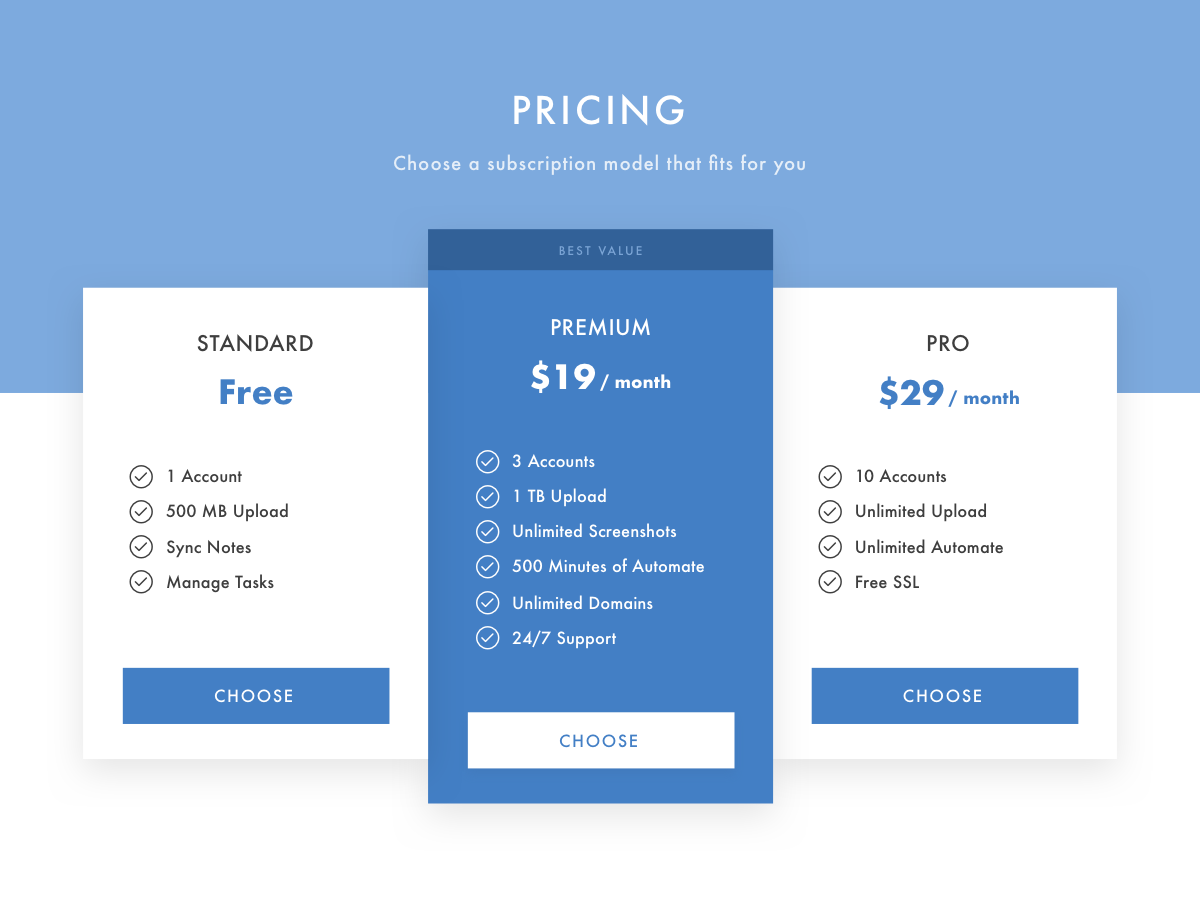 PRICING
Choose a subscription model that fits for you
STANDARD
Free
1 Account
500 MB Upload
Sync Notes
Manage Tasks
CHOOSE
BEST VALUE
PREMIUM
$19 / month
3 Accounts
1 TB Upload
Unlimited Screenshots
500 Minutes of Automate
Unlimited Domains
24/7 Support
CHOOSE
PRO
$29 / month
10 Accounts
Unlimited Upload
Unlimited Automate
Free SSL
CHOOSE